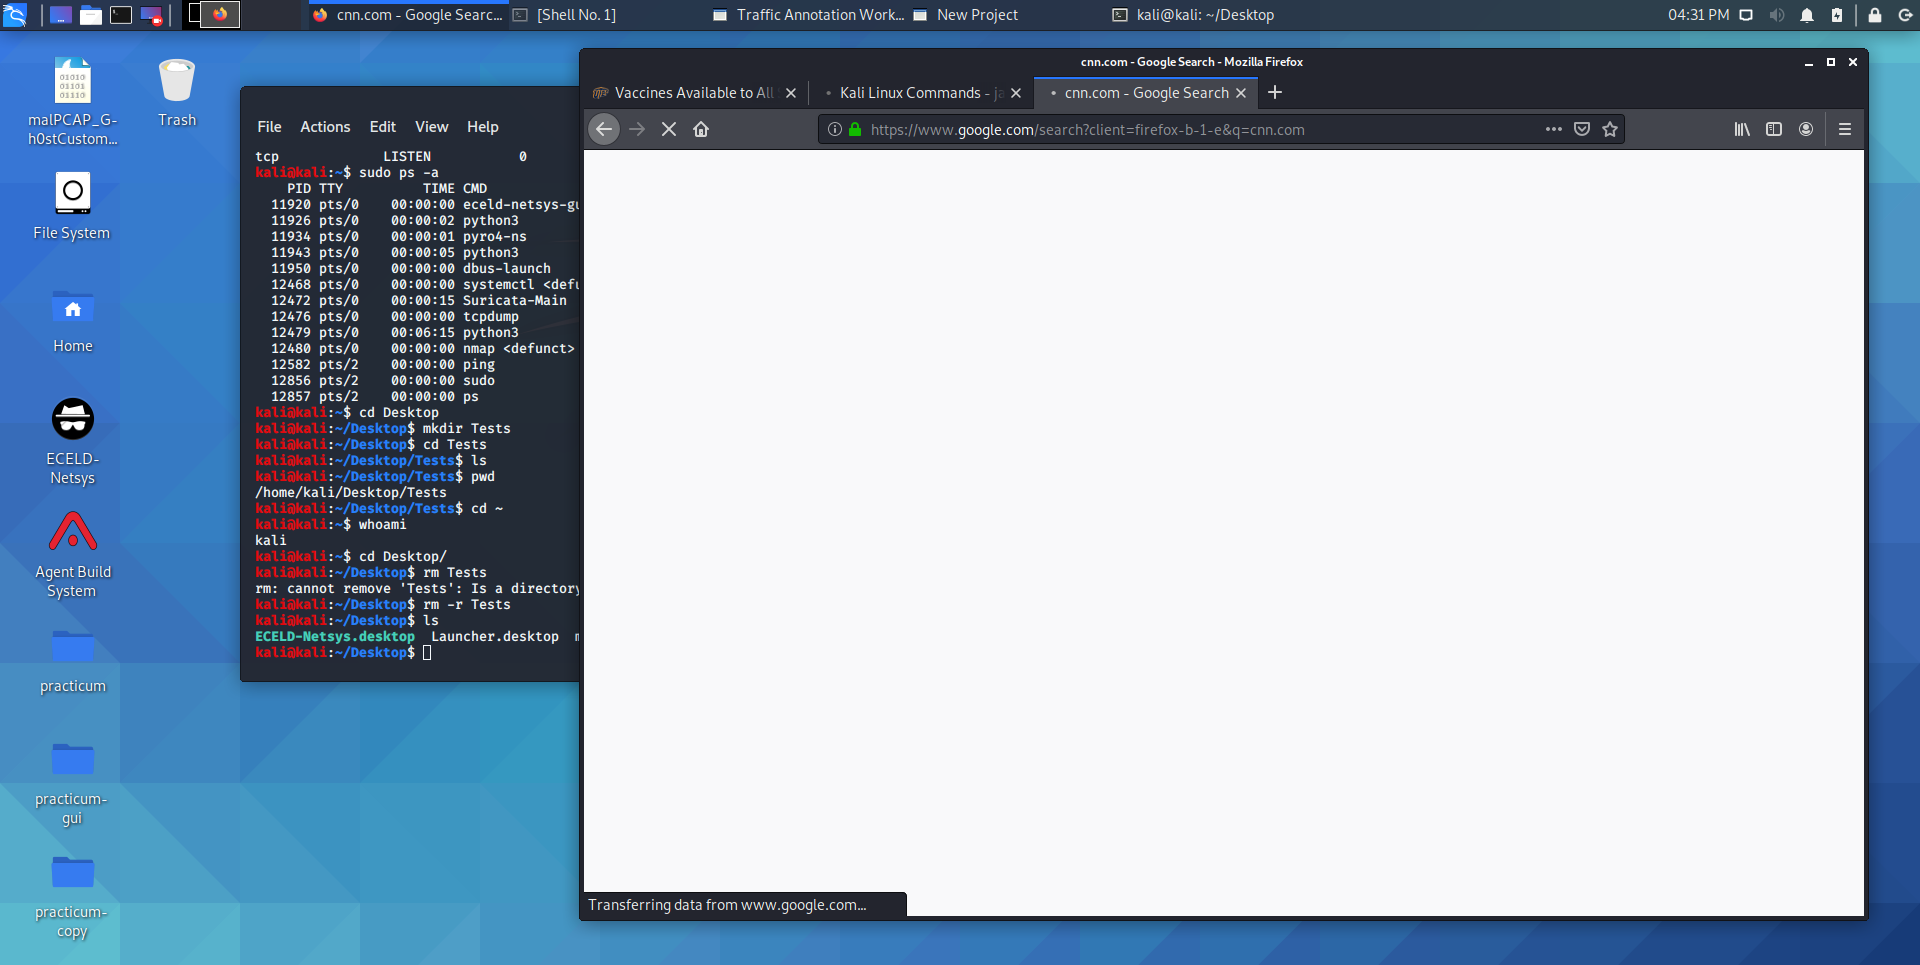 cnn.com - Google Searc...
[Shell No. 1]
Traffic Annotation Work...
New Project
kali@kali: ~/Desktop
04:31 PM
malPCAP_G-
h0stCustom...
Trash
File System
Home
ECELD-
Netsys
Agent Build
System
practicum
practicum-
gui
practicum-
copy
File Actions Edit View Help
tcp LISTEN 0
kali@kali:~$ sudo ps -a
PID TTY TIME CMD
11920 pts/0 00:00:00 eceld-netsys-gu
11926 pts/0 00:00:02 python3
11934 pts/0 00:00:01 pyro4-ns
11943 pts/0 00:00:05 python3
11950 pts/0 00:00:00 dbus-launch
12468 pts/0 00:00:00 systemctl <defu
12472 pts/0 00:00:15 Suricata-Main
12476 pts/0 00:00:00 tcpdump
12479 pts/0 00:06:15 python3
12480 pts/0 00:00:00 nmap <defunct>
12582 pts/2 00:00:00 ping
12856 pts/2 00:00:00 sudo
12857 pts/2 00:00:00 ps
kali@kali:~$ cd Desktop
kali@kali:~/Desktop$ mkdir Tests
kali@kali:~/Desktop$ cd Tests
kali@kali:~/Desktop/Tests$ ls
kali@kali:~/Desktop/Tests$ pwd
/home/kali/Desktop/Tests
kali@kali:~/Desktop/Tests$ cd ~
kali@kali:~$ whoami
kali
kali@kali:~$ cd Desktop/
kali@kali:~/Desktop$ rm Tests
rm: cannot remove 'Tests': Is a directory
kali@kali:~/Desktop$ rm -r Tests
kali@kali:~/Desktop$ ls
ECELD-Netsys.desktop Launcher.desktop m
kali@kali:~/Desktop$
cnn.com - Google Search - Mozilla Firefox
Vaccines Available to All
Kali Linux Commands - ja
cnn.com - Google Search
https://www.google.com/search?client=firefox-b-1-e&q=cnn.com
Transferring data from www.google.com...